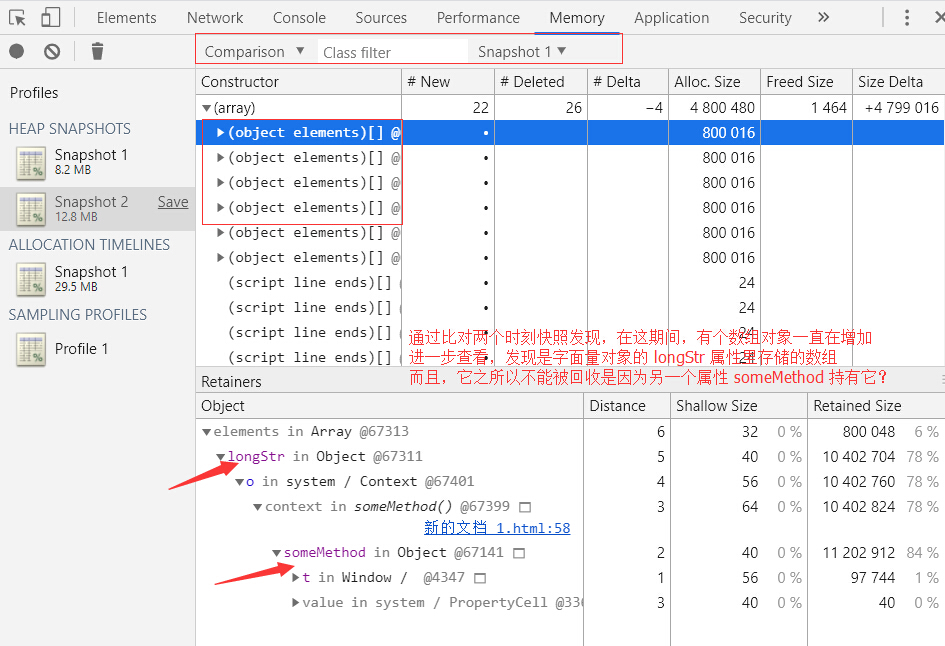 Elements Network Console Sources Performance Memory Application Security
Comparison Class filter Snapshot 1
Profiles
HEAP SNAPSHOTS
Snapshot 1
8.2 MB
Snapshot 2 Save
12.8 MB
ALLOCATION TIMELINES
Snapshot 1
29.5 MB
SAMPLING PROFILES
Profile 1
Constructor # New # Deleted # Delta Alloc. Size Freed Size Size Delta
(array) 22 26 −4 4 800 480 1 464 +4 799 016
(object elements)[] @ • 800 016
(object elements)[] @ • 800 016
(object elements)[] @ • 800 016
(object elements)[] @ • 800 016
(object elements)[] @ • 800 016
(object elements)[] @ • 800 016
(script line ends)[] • 24
(script line ends)[] • 24
(script line ends)[] • 24
(script line ends)[] • 24
通过比对两个时刻快照发现，在这期间，有个数组对象一直在增加
进一步查看，发现是字面量对象的 longStr 属性里存储的数组
而且，它之所以不能被回收是因为另一个属性 someMethod 持有它？
Retainers
Object Distance Shallow Size Retained Size
elements in Array @67313 6 32 0 % 800 048 6 %
longStr in Object @67311 5 40 0 % 10 402 704 78 %
o in system / Context @67401 4 56 0 % 10 402 760 78 %
context in someMethod() @67399 3 64 0 % 10 402 824 78 %
新的文档 1.html:58
someMethod in Object @67141 2 40 0 % 11 202 912 84 %
t in Window / @4347 1 56 0 % 97 744 1 %
value in system / PropertyCell @33 3 40 0 % 40 0 %